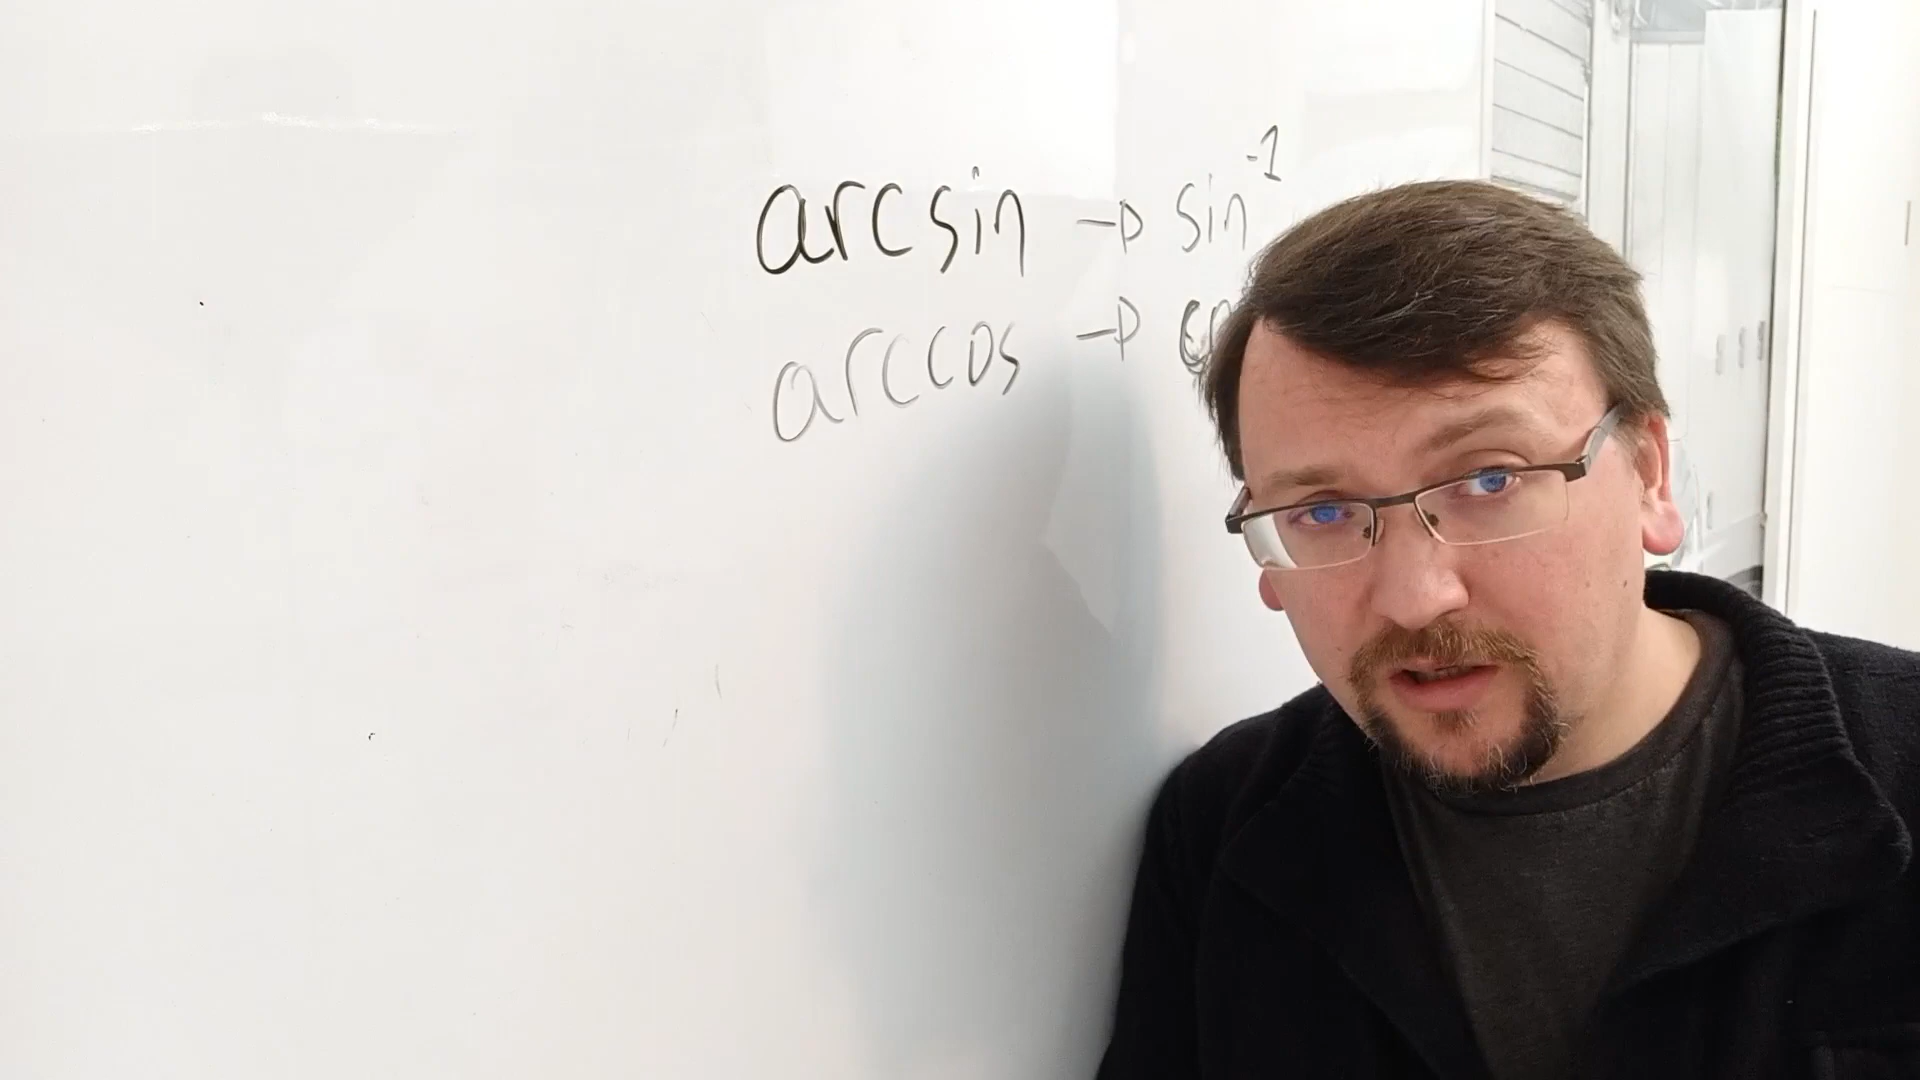 arcsin → sin⁻¹
arccos →